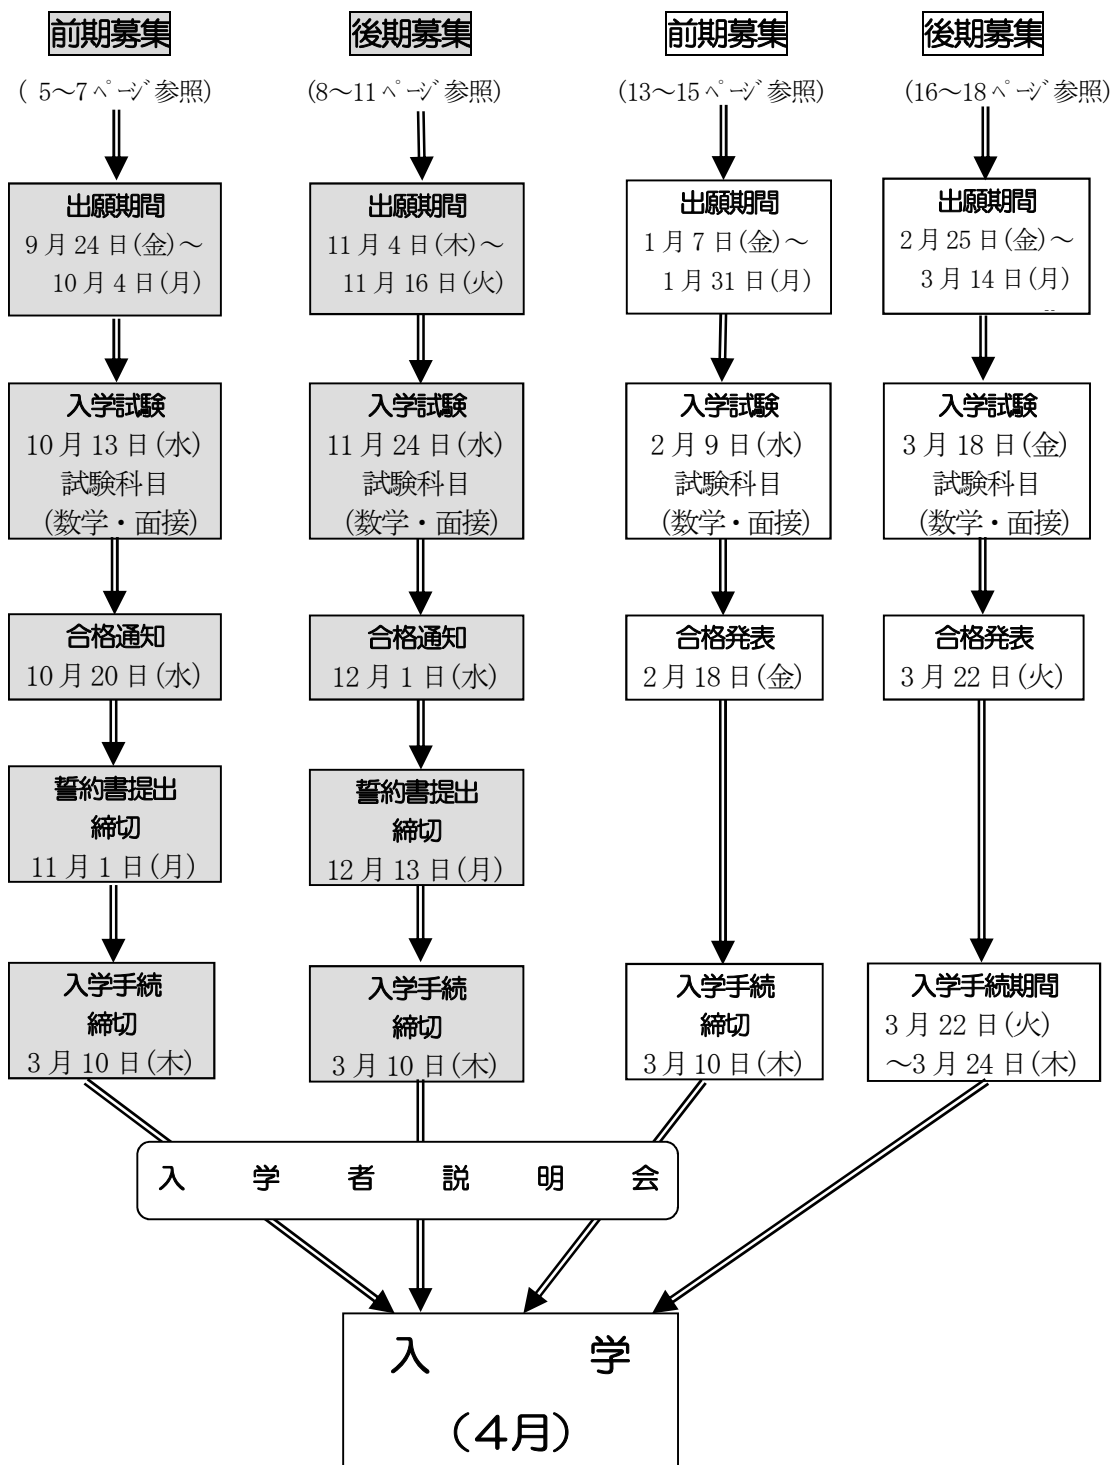 前期募集
( 5～7ページ参照)
出願期間
9月24日(金)～
10月4日(月)
入学試験
10月13日(水)
試験科目
(数学・面接)
合格通知
10月20日(水)
誓約書提出
締切
11月1日(月)
入学手続
締切
3月10日(木)
後期募集
(8～11ページ参照)
出願期間
11月4日(木)～
11月16日(火)
入学試験
11月24日(水)
試験科目
(数学・面接)
合格通知
12月1日(水)
誓約書提出
締切
12月13日(月)
入学手続
締切
3月10日(木)
前期募集
(13～15ページ参照)
出願期間
1月7日(金)～
1月31日(月)
入学試験
2月9日(水)
試験科目
(数学・面接)
合格発表
2月18日(金)
入学手続
締切
3月10日(木)
後期募集
(16～18ページ参照)
出願期間
2月25日(金)～
3月14日(月)
入学試験
3月18日(金)
試験科目
(数学・面接)
合格発表
3月22日(火)
入学手続期間
3月22日(火)
～3月24日(木)
入学者説明会
入学
(4月)